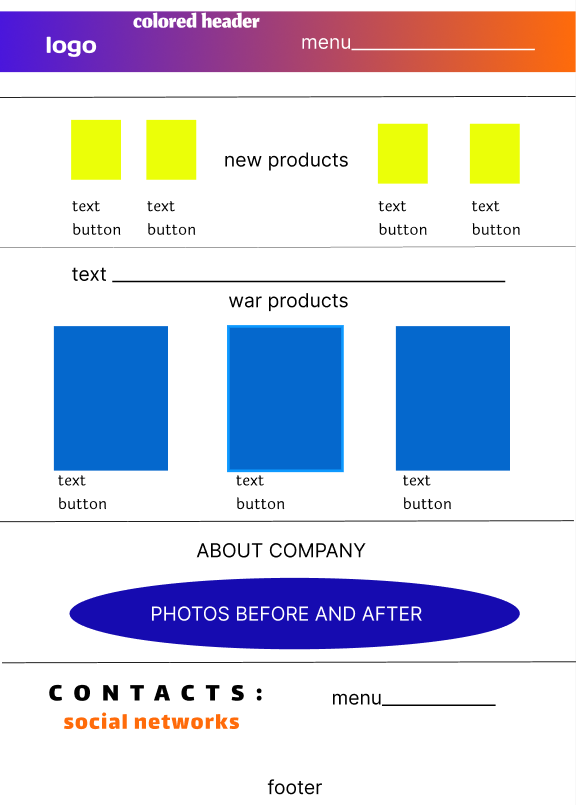 colored header
logo
menu
new products
text text text text
button button button button
text
war products
text text text
button button button
ABOUT COMPANY
PHOTOS BEFORE AND AFTER
CONTACTS: menu
social networks
footer